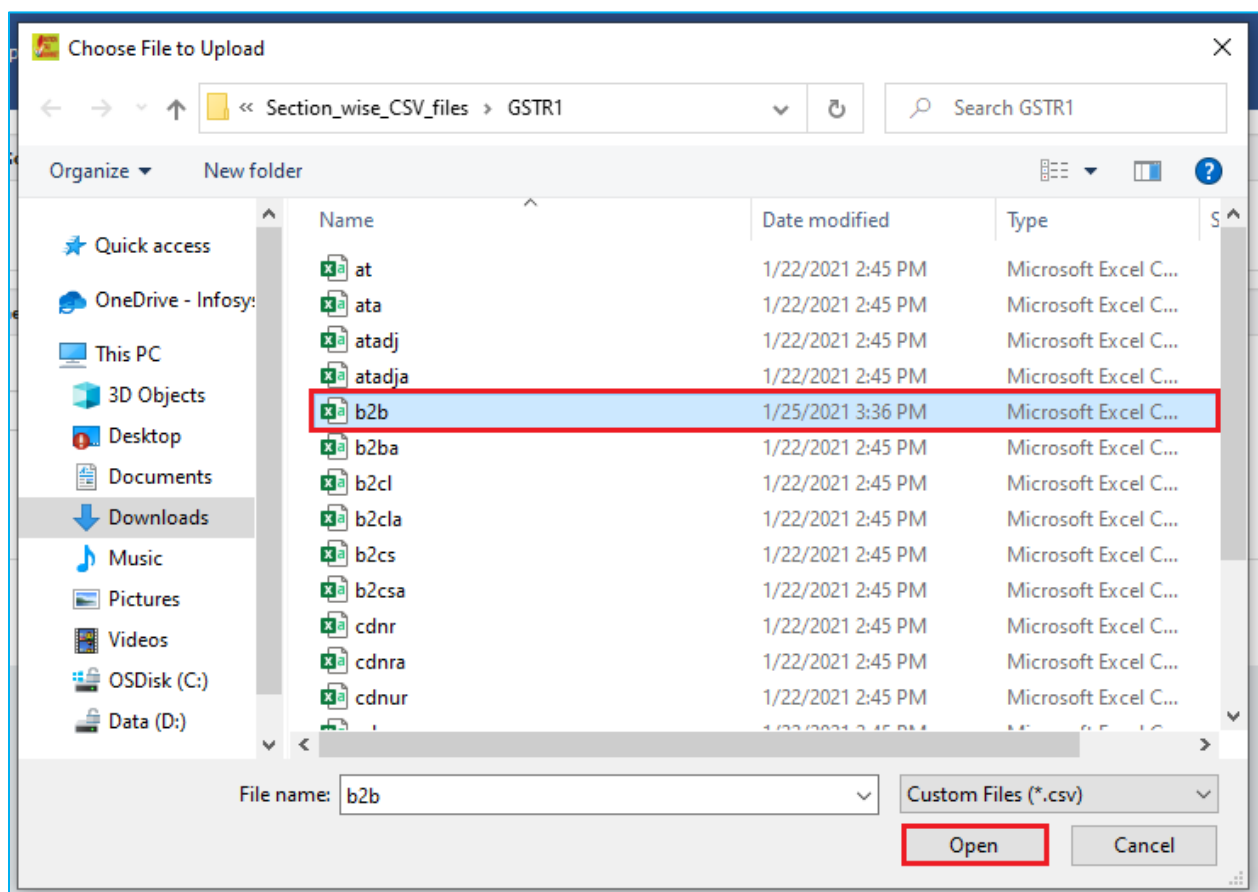 Choose File to Upload
« Section_wise_CSV_files › GSTR1
Search GSTR1
Organize
New folder
Name Date modified Type S
Quick access
OneDrive - Infosys
This PC
3D Objects
Desktop
Documents
Downloads
Music
Pictures
Videos
OSDisk (C:)
Data (D:)
at 1/22/2021 2:45 PM Microsoft Excel C...
ata 1/22/2021 2:45 PM Microsoft Excel C...
atadj 1/22/2021 2:45 PM Microsoft Excel C...
atadja 1/22/2021 2:45 PM Microsoft Excel C...
b2b 1/25/2021 3:36 PM Microsoft Excel C...
b2ba 1/22/2021 2:45 PM Microsoft Excel C...
b2cl 1/22/2021 2:45 PM Microsoft Excel C...
b2cla 1/22/2021 2:45 PM Microsoft Excel C...
b2cs 1/22/2021 2:45 PM Microsoft Excel C...
b2csa 1/22/2021 2:45 PM Microsoft Excel C...
cdnr 1/22/2021 2:45 PM Microsoft Excel C...
cdnra 1/22/2021 2:45 PM Microsoft Excel C...
cdnur 1/22/2021 2:45 PM Microsoft Excel C...
File name: b2b Custom Files (*.csv)
Open Cancel